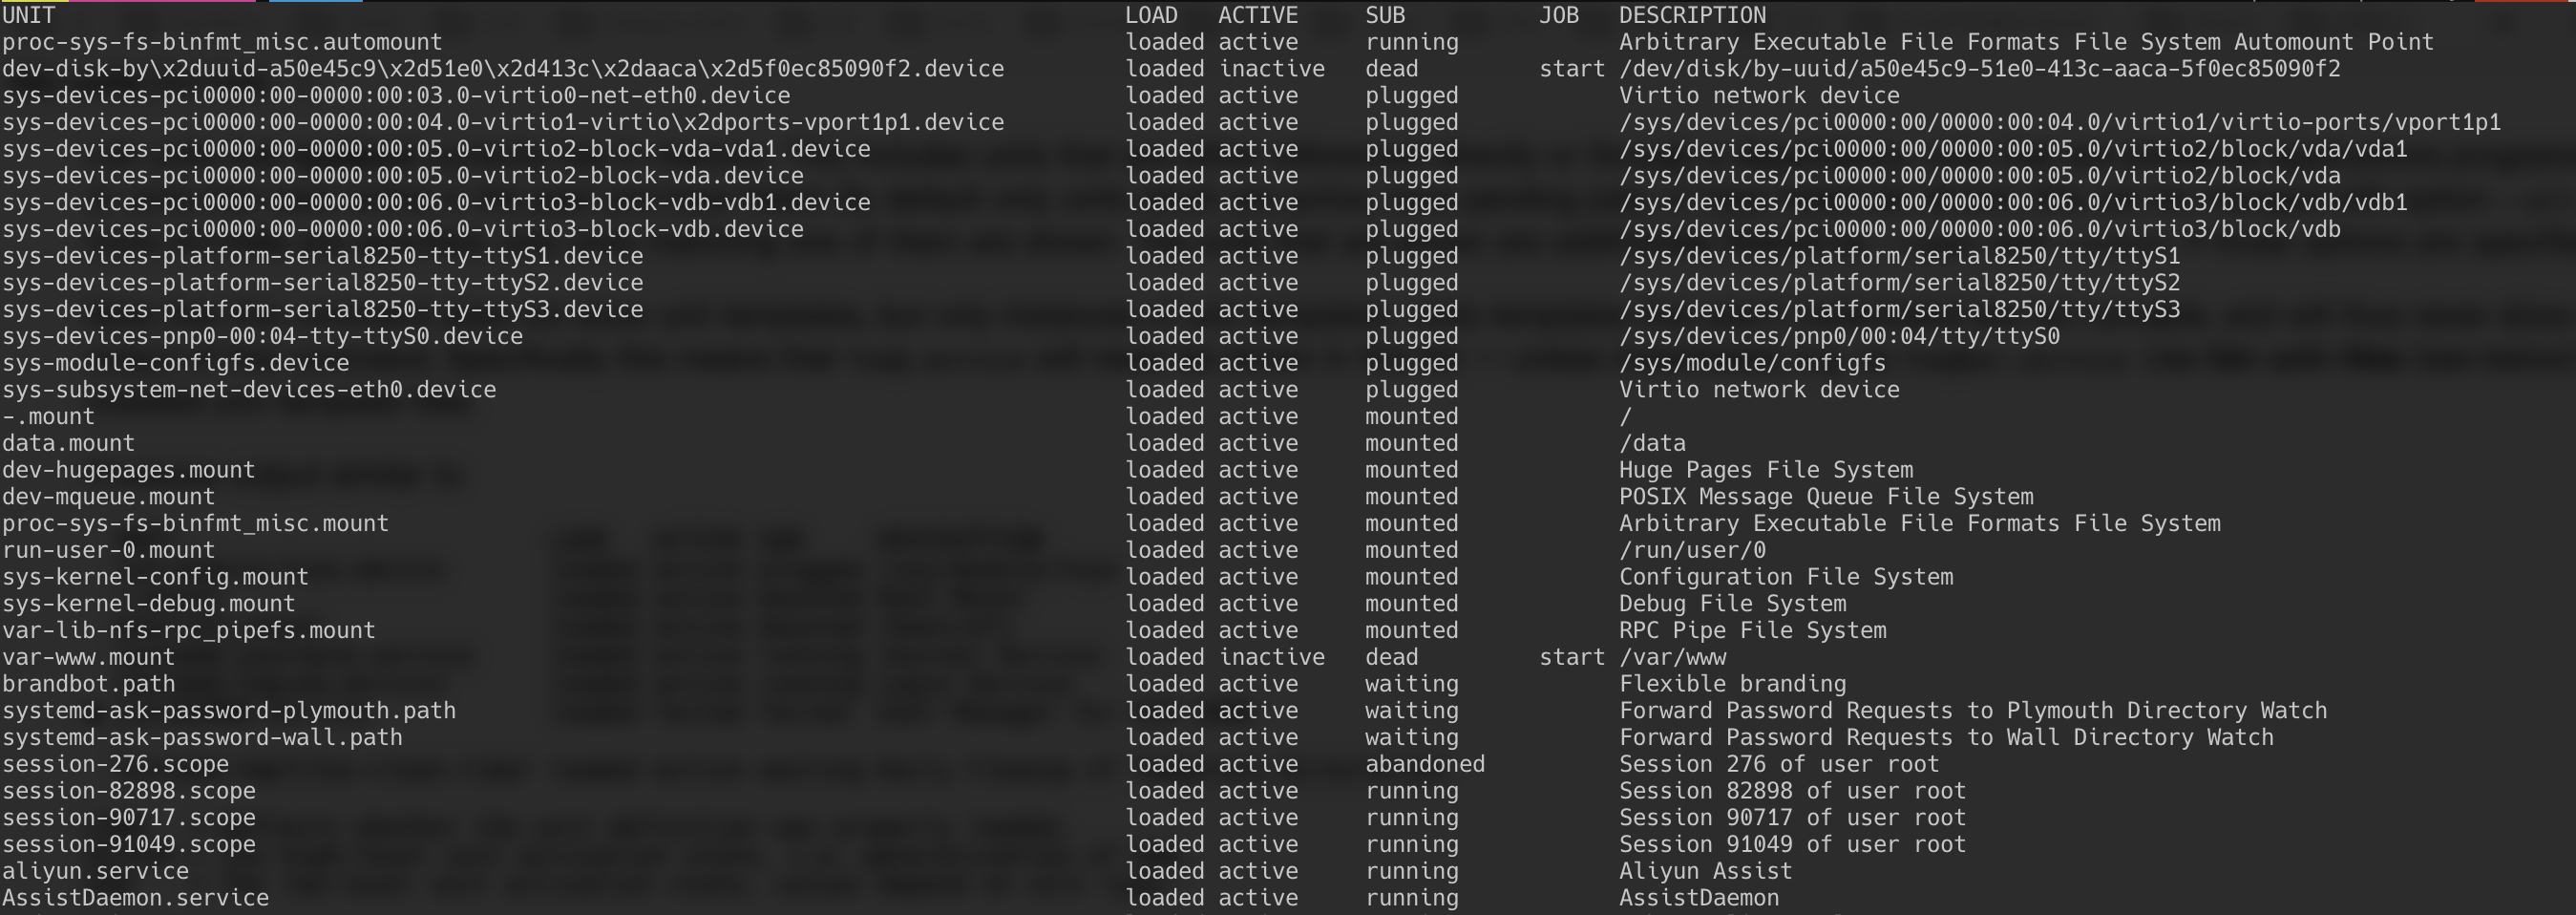 UNIT LOAD ACTIVE SUB JOB DESCRIPTION
proc-sys-fs-binfmt_misc.automount loaded active running Arbitrary Executable File Formats File System Automount Point
dev-disk-by\x2duuid-a50e45c9\x2d51e0\x2d413c\x2daaca\x2d5f0ec85090f2.device loaded inactive dead start /dev/disk/by-uuid/a50e45c9-51e0-413c-aaca-5f0ec85090f2
sys-devices-pci0000:00-0000:00:03.0-virtio0-net-eth0.device loaded active plugged Virtio network device
sys-devices-pci0000:00-0000:00:04.0-virtio1-virtio\x2dports-vport1p1.device loaded active plugged /sys/devices/pci0000:00/0000:00:04.0/virtio1/virtio-ports/vport1p1
sys-devices-pci0000:00-0000:00:05.0-virtio2-block-vda-vda1.device loaded active plugged /sys/devices/pci0000:00/0000:00:05.0/virtio2/block/vda/vda1
sys-devices-pci0000:00-0000:00:05.0-virtio2-block-vda.device loaded active plugged /sys/devices/pci0000:00/0000:00:05.0/virtio2/block/vda
sys-devices-pci0000:00-0000:00:06.0-virtio3-block-vdb-vdb1.device loaded active plugged /sys/devices/pci0000:00/0000:00:06.0/virtio3/block/vdb/vdb1
sys-devices-pci0000:00-0000:00:06.0-virtio3-block-vdb.device loaded active plugged /sys/devices/pci0000:00/0000:00:06.0/virtio3/block/vdb
sys-devices-platform-serial8250-tty-ttyS1.device loaded active plugged /sys/devices/platform/serial8250/tty/ttyS1
sys-devices-platform-serial8250-tty-ttyS2.device loaded active plugged /sys/devices/platform/serial8250/tty/ttyS2
sys-devices-platform-serial8250-tty-ttyS3.device loaded active plugged /sys/devices/platform/serial8250/tty/ttyS3
sys-devices-pnp0-00:04-tty-ttyS0.device loaded active plugged /sys/devices/pnp0/00:04/tty/ttyS0
sys-module-configfs.device loaded active plugged /sys/module/configfs
sys-subsystem-net-devices-eth0.device loaded active plugged Virtio network device
-.mount loaded active mounted /
data.mount loaded active mounted /data
dev-hugepages.mount loaded active mounted Huge Pages File System
dev-mqueue.mount loaded active mounted POSIX Message Queue File System
proc-sys-fs-binfmt_misc.mount loaded active mounted Arbitrary Executable File Formats File System
run-user-0.mount loaded active mounted /run/user/0
sys-kernel-config.mount loaded active mounted Configuration File System
sys-kernel-debug.mount loaded active mounted Debug File System
var-lib-nfs-rpc_pipefs.mount loaded active mounted RPC Pipe File System
var-www.mount loaded inactive dead start /var/www
brandbot.path loaded active waiting Flexible branding
systemd-ask-password-plymouth.path loaded active waiting Forward Password Requests to Plymouth Directory Watch
systemd-ask-password-wall.path loaded active waiting Forward Password Requests to Wall Directory Watch
session-276.scope loaded active abandoned Session 276 of user root
session-82898.scope loaded active running Session 82898 of user root
session-90717.scope loaded active running Session 90717 of user root
session-91049.scope loaded active running Session 91049 of user root
aliyun.service loaded active running Aliyun Assist
AssistDaemon.service loaded active running AssistDaemon